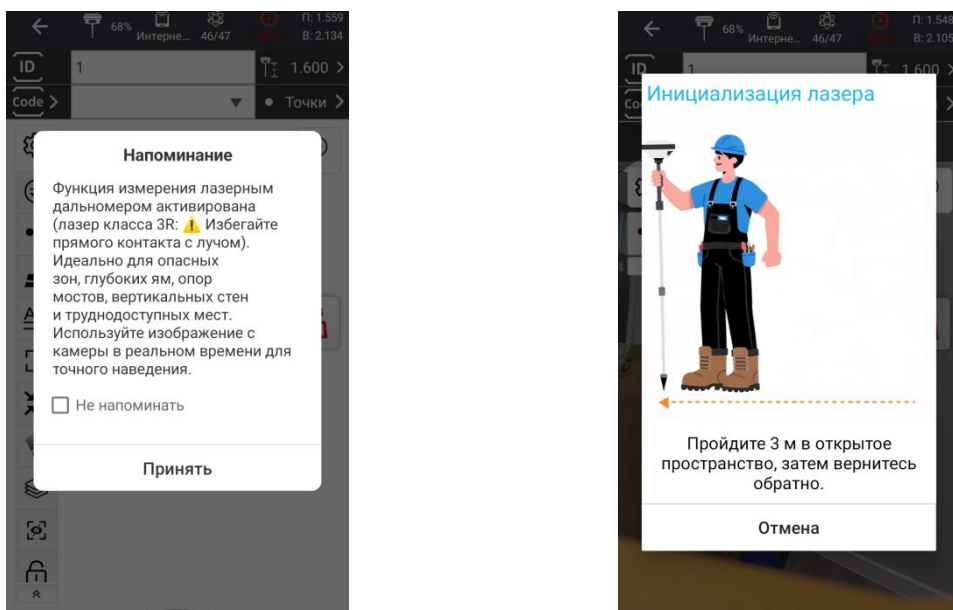 68%
Интерне...
46/47
П: 1.559
В: 2.134
ID
1
1.600 >
Code >
Точки >
Напоминание
Функция измерения лазерным
дальномером активирована
(лазер класса 3R: ⚠ Избегайте
прямого контакта с лучом).
Идеально для опасных
зон, глубоких ям, опор
мостов, вертикальных стен
и труднодоступных мест.
Используйте изображение с
камеры в реальном времени для
точного наведения.
Не напоминать
Принять
68%
Интерне...
46/47
П: 1.548
В: 2.105
ID
1
1.600 >
Инициализация лазера
Пройдите 3 м в открытое
пространство, затем вернитесь
обратно.
Отмена